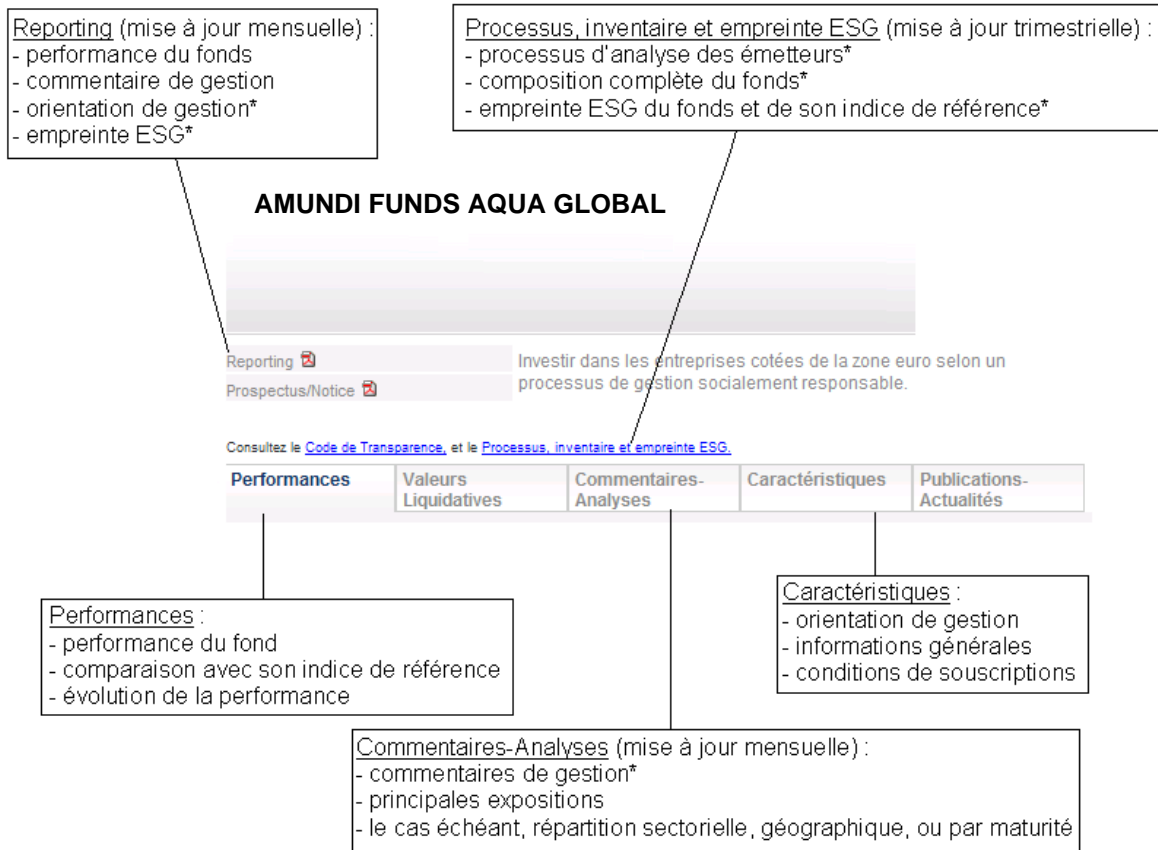 Reporting (mise à jour mensuelle) :
- performance du fonds
- commentaire de gestion
- orientation de gestion*
- empreinte ESG*
Processus, inventaire et empreinte ESG (mise à jour trimestrielle) :
- processus d'analyse des émetteurs*
- composition complète du fonds*
- empreinte ESG du fonds et de son indice de référence*
AMUNDI FUNDS AQUA GLOBAL
Reporting
Prospectus/Notice
Investir dans les entreprises cotées de la zone euro selon un
processus de gestion socialement responsable.
Consultez le Code de Transparence, et le Processus, inventaire et empreinte ESG.
Performances
Valeurs
Liquidatives
Commentaires-
Analyses
Caractéristiques
Publications-
Actualités
Performances :
- performance du fond
- comparaison avec son indice de référence
- évolution de la performance
Caractéristiques :
- orientation de gestion
- informations générales
- conditions de souscriptions
Commentaires-Analyses (mise à jour mensuelle) :
- commentaires de gestion*
- principales expositions
- le cas échéant, répartition sectorielle, géographique, ou par maturité